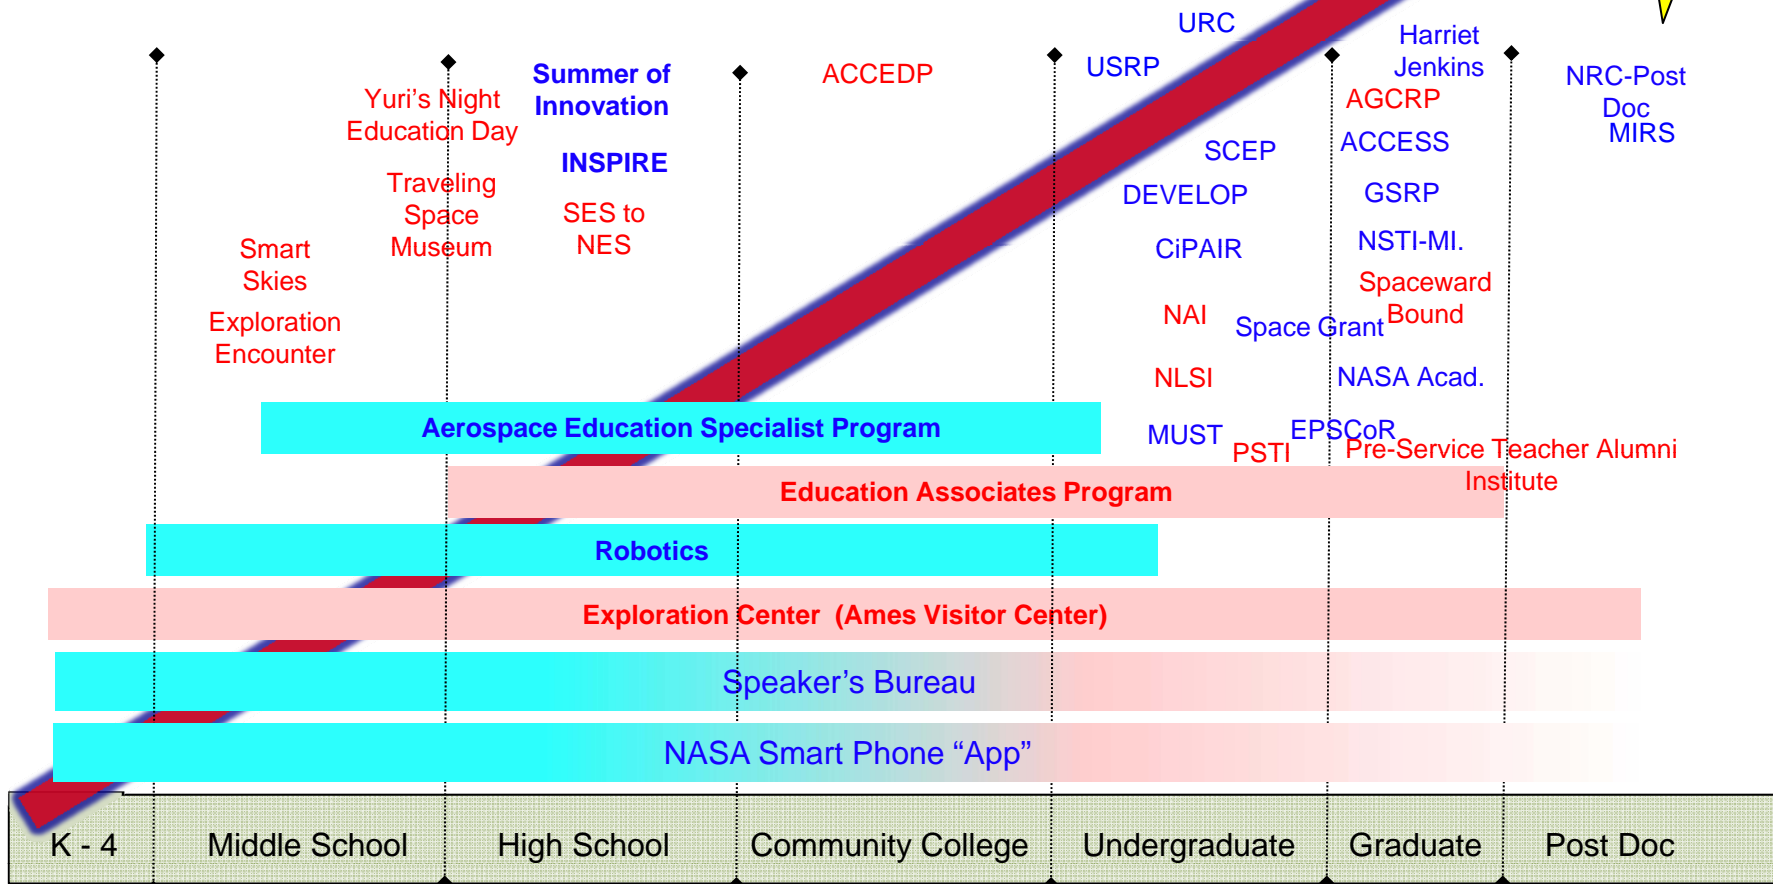 URC
Harriet
Jenkins
Summer of
Innovation
ACCEDP
USRP
NRC-Post
Doc
MIRS
Yuri's Night
Education Day
AGCRP
INSPIRE
SCEP
ACCESS
Traveling
Space
Museum
SES to
NES
DEVELOP
GSRP
Smart
Skies
CiPAIR
NSTI-MI.
Spaceward
Bound
Exploration
Encounter
NAI
Space Grant
NLSI
NASA Acad.
Aerospace Education Specialist Program
MUST
EPSCoR
PSTI
Pre-Service Teacher Alumni
Institute
Education Associates Program
Robotics
Exploration Center  (Ames Visitor Center)
Speaker’s Bureau
NASA Smart Phone “App”
K - 4
Middle School
High School
Community College
Undergraduate
Graduate
Post Doc